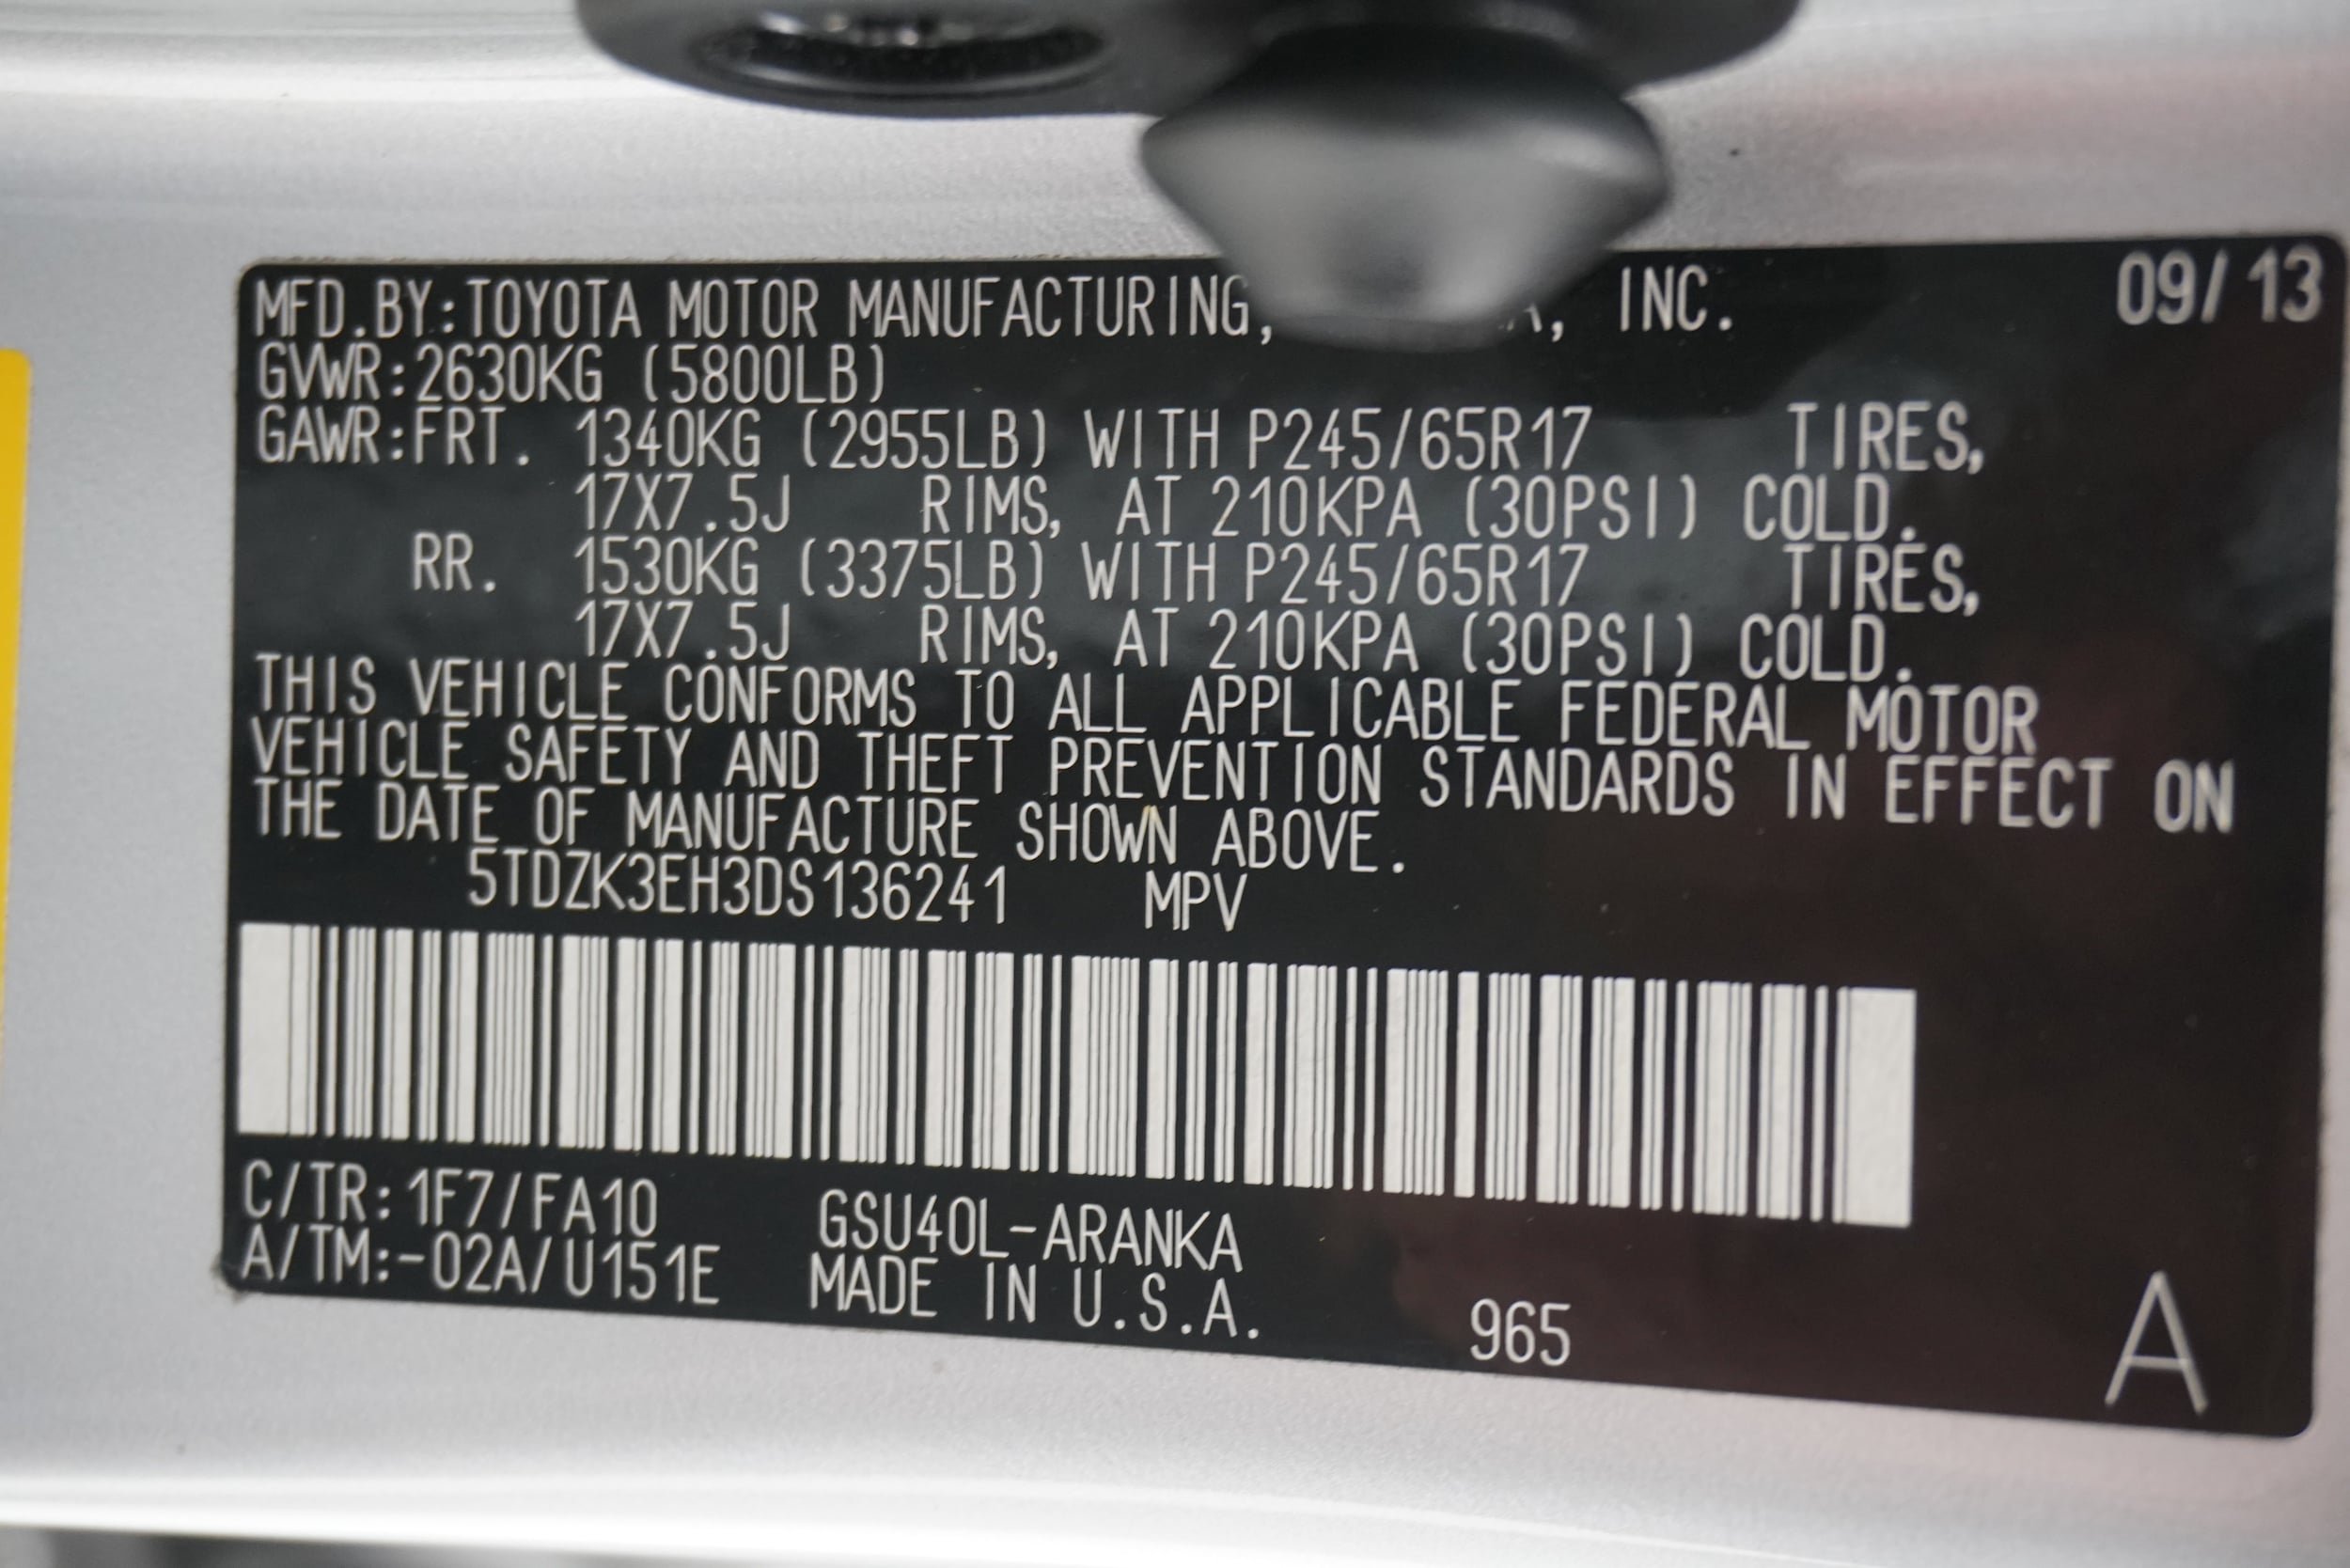 MFD.BY:TOYOTA MOTOR MANUFACTURING, INC. 09/13
GVWR:2630KG (5800LB)
GAWR:FRT. 1340KG (2955LB) WITH P245/65R17 TIRES,
17X7.5J RIMS, AT 210KPA (30PSI) COLD.
RR. 1530KG (3375LB) WITH P245/65R17 TIRES,
17X7.5J RIMS, AT 210KPA (30PSI) COLD.
THIS VEHICLE CONFORMS TO ALL APPLICABLE FEDERAL MOTOR
VEHICLE SAFETY AND THEFT PREVENTION STANDARDS IN EFFECT ON
THE DATE OF MANUFACTURE SHOWN ABOVE.
5TDZK3EH3DS136241 MPV
C/TR:1F7/FA10 GSU40L-ARANKA
A/TM:-02A/U151E MADE IN U.S.A. 965
A